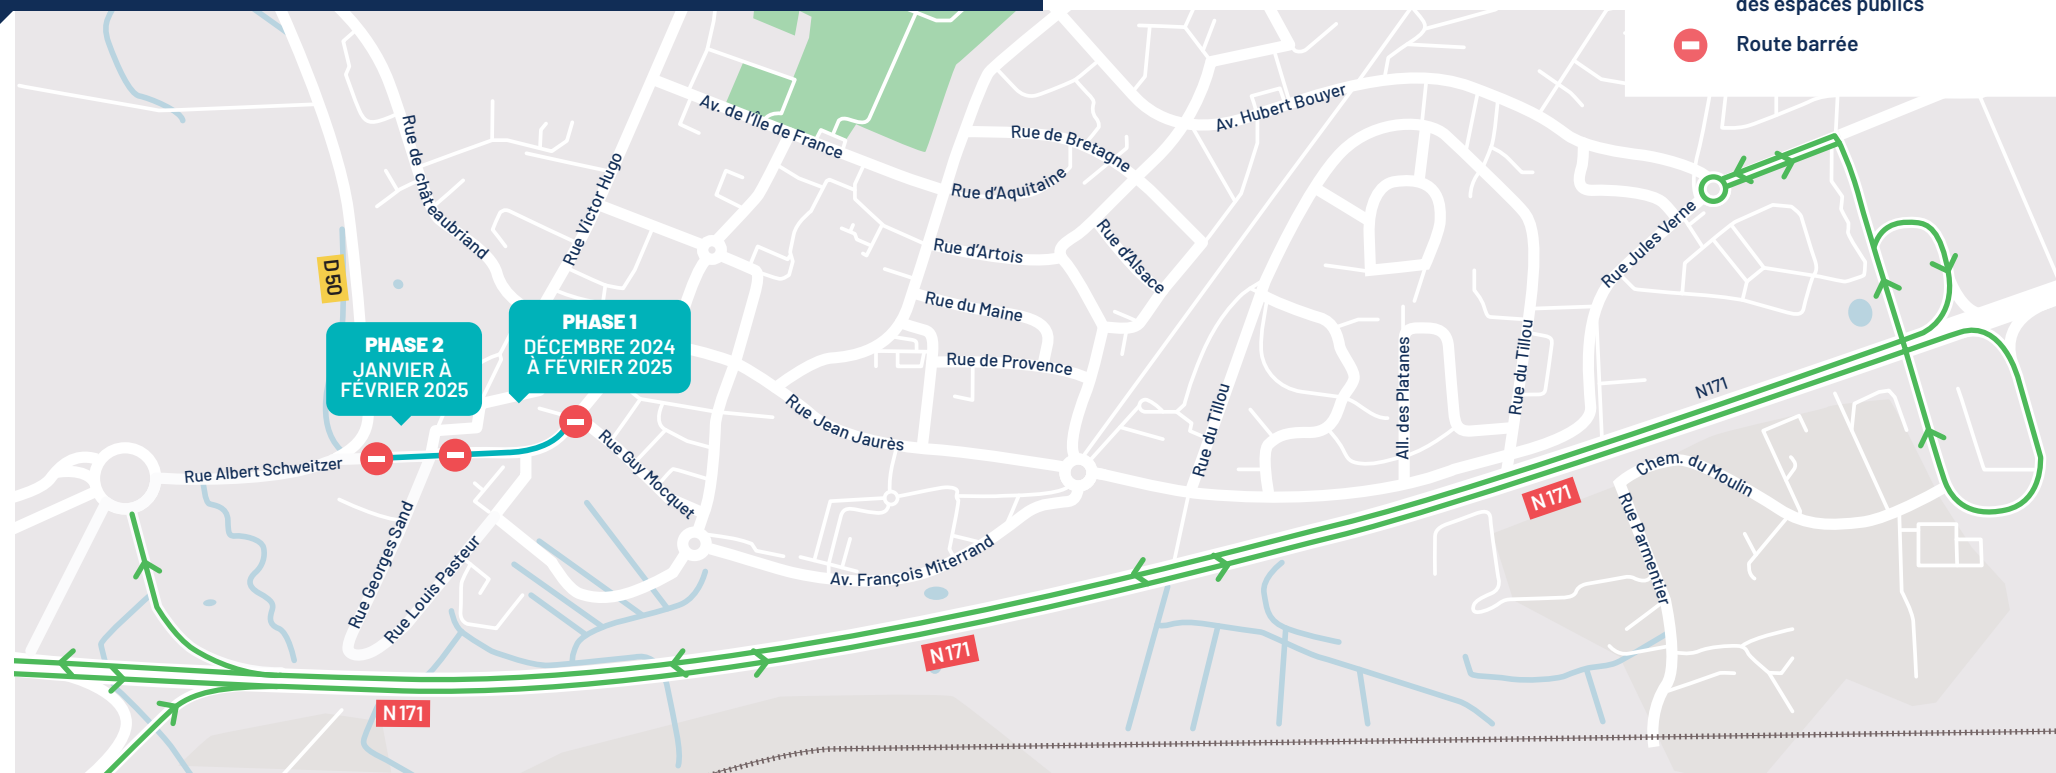 des espaces publics
Route barrée
Av. Hubert Bouyer
Av. de l'Île de France
Rue de châteaubriand
Rue Victor Hugo
Rue de Bretagne
Rue d'Aquitaine
Rue d'Artois
Rue d'Alsace
Rue du Maine
Rue de Provence
Rue Jules Verne
D 50
PHASE 2
JANVIER À
FÉVRIER 2025
PHASE 1
DÉCEMBRE 2024
À FÉVRIER 2025
Rue Jean Jaurès
Rue du Tillou
All. des Platanes
Rue du Tillou
N171
Rue Albert Schweitzer
Rue Guy Mocquet
Chem. du Moulin
N 171
Rue Parmentier
Rue Georges Sand
Rue Louis Pasteur
Av. François Miterrand
N 171
N 171